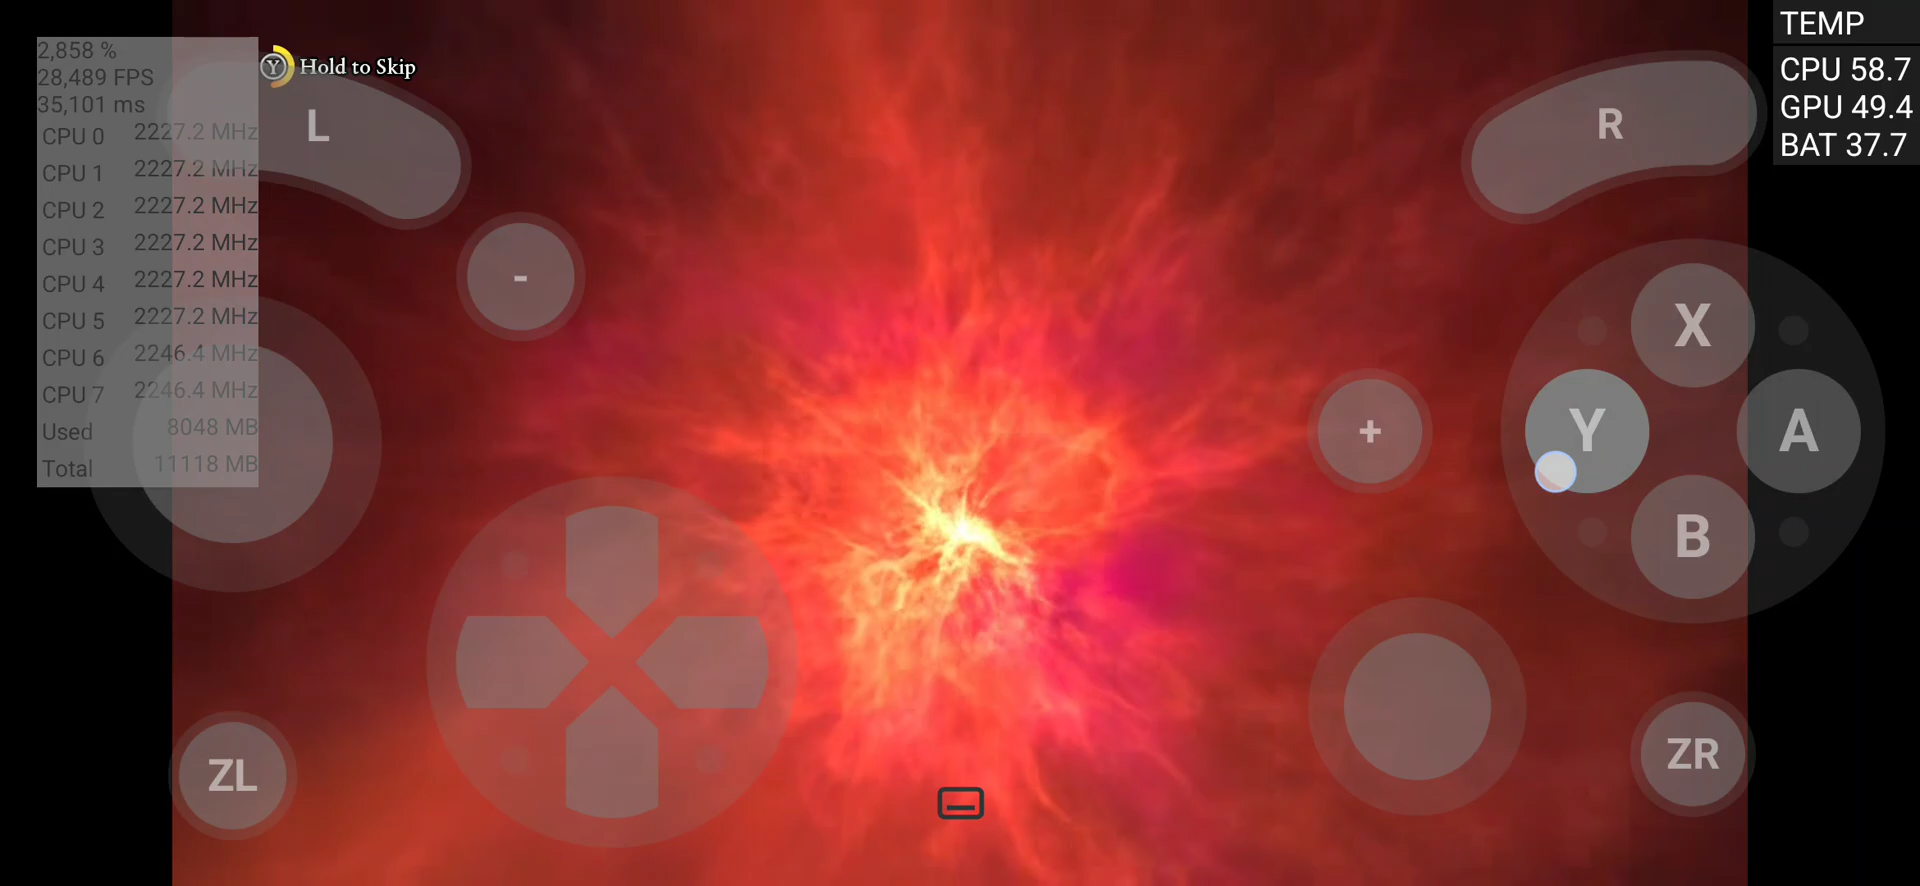 2,858 %
28,489 FPS
35,101 ms
CPU 0 2227.2 MHz
CPU 1 2227.2 MHz
CPU 2 2227.2 MHz
CPU 3 2227.2 MHz
CPU 4 2227.2 MHz
CPU 5 2227.2 MHz
CPU 6 2246.4 MHz
CPU 7 2246.4 MHz
Used 8048 MB
Total 11118 MB
Y Hold to Skip
L
-
ZL
R
X
+
Y
A
B
ZR
TEMP
CPU 58.7
GPU 49.4
BAT 37.7